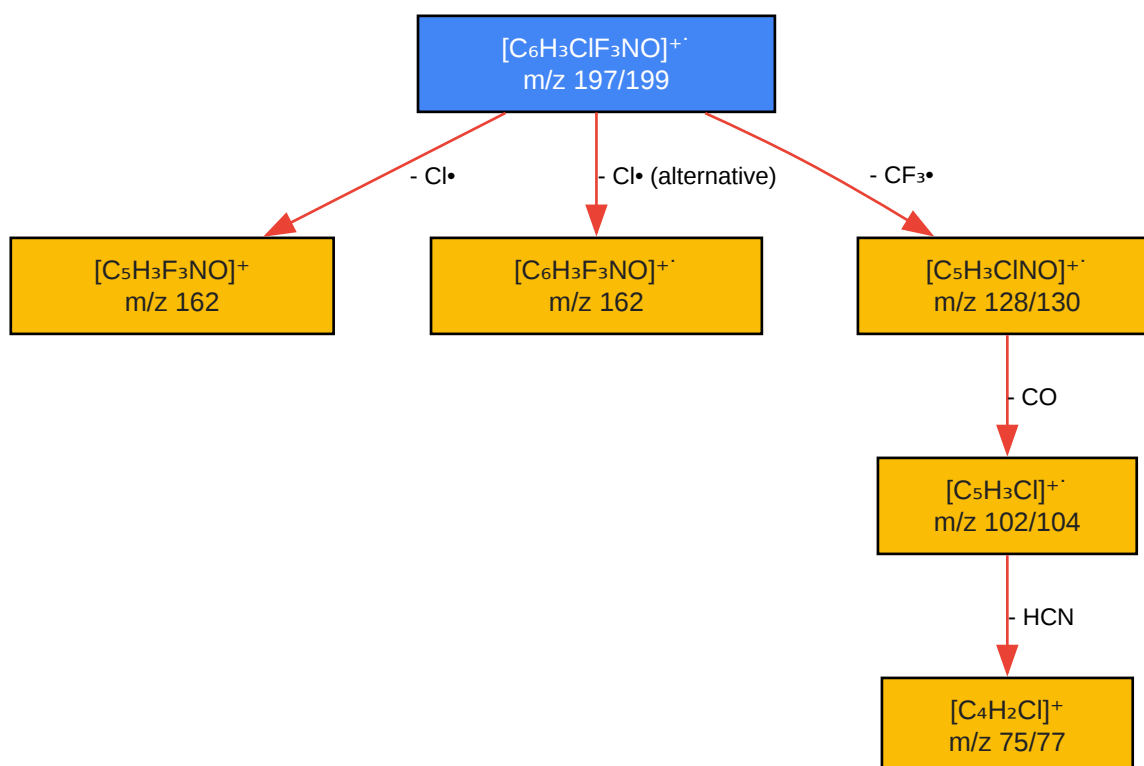 [C₆H₃ClF₃NO]⁺˙
m/z 197/199
- Cl•
- Cl• (alternative)
- CF₃•
[C₅H₃F₃NO]⁺
m/z 162
[C₆H₃F₃NO]⁺˙
m/z 162
[C₅H₃ClNO]⁺˙
m/z 128/130
- CO
[C₅H₃Cl]⁺˙
m/z 102/104
- HCN
[C₄H₂Cl]⁺
m/z 75/77